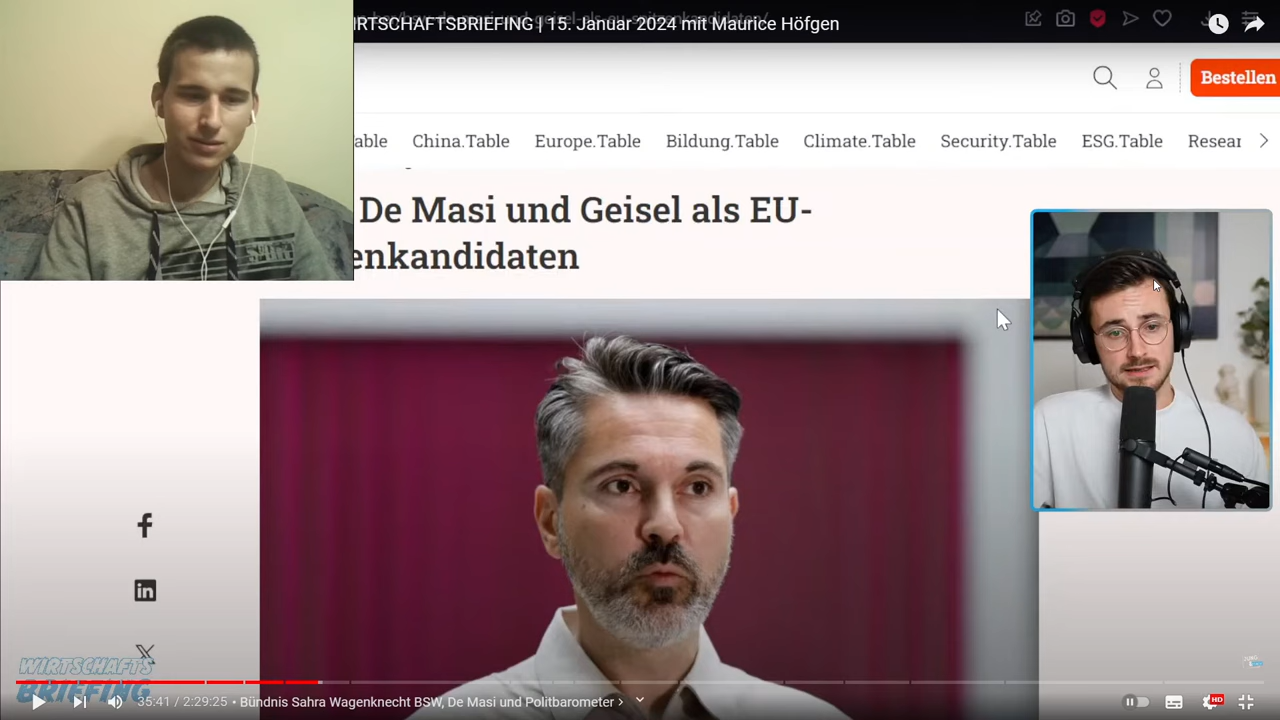 IRTSCHAFTSBRIEFING | 15. Januar 2024 mit Maurice Höfgen
Bestellen
able China.Table Europe.Table Bildung.Table Climate.Table Security.Table ESG.Table Resear
De Masi und Geisel als EU-
enkandidaten
WIRTSCHAFTS
BRIEFING
35:41 / 2:29:25 • Bündnis Sahra Wagenknecht BSW, De Masi und Politbarometer
HD